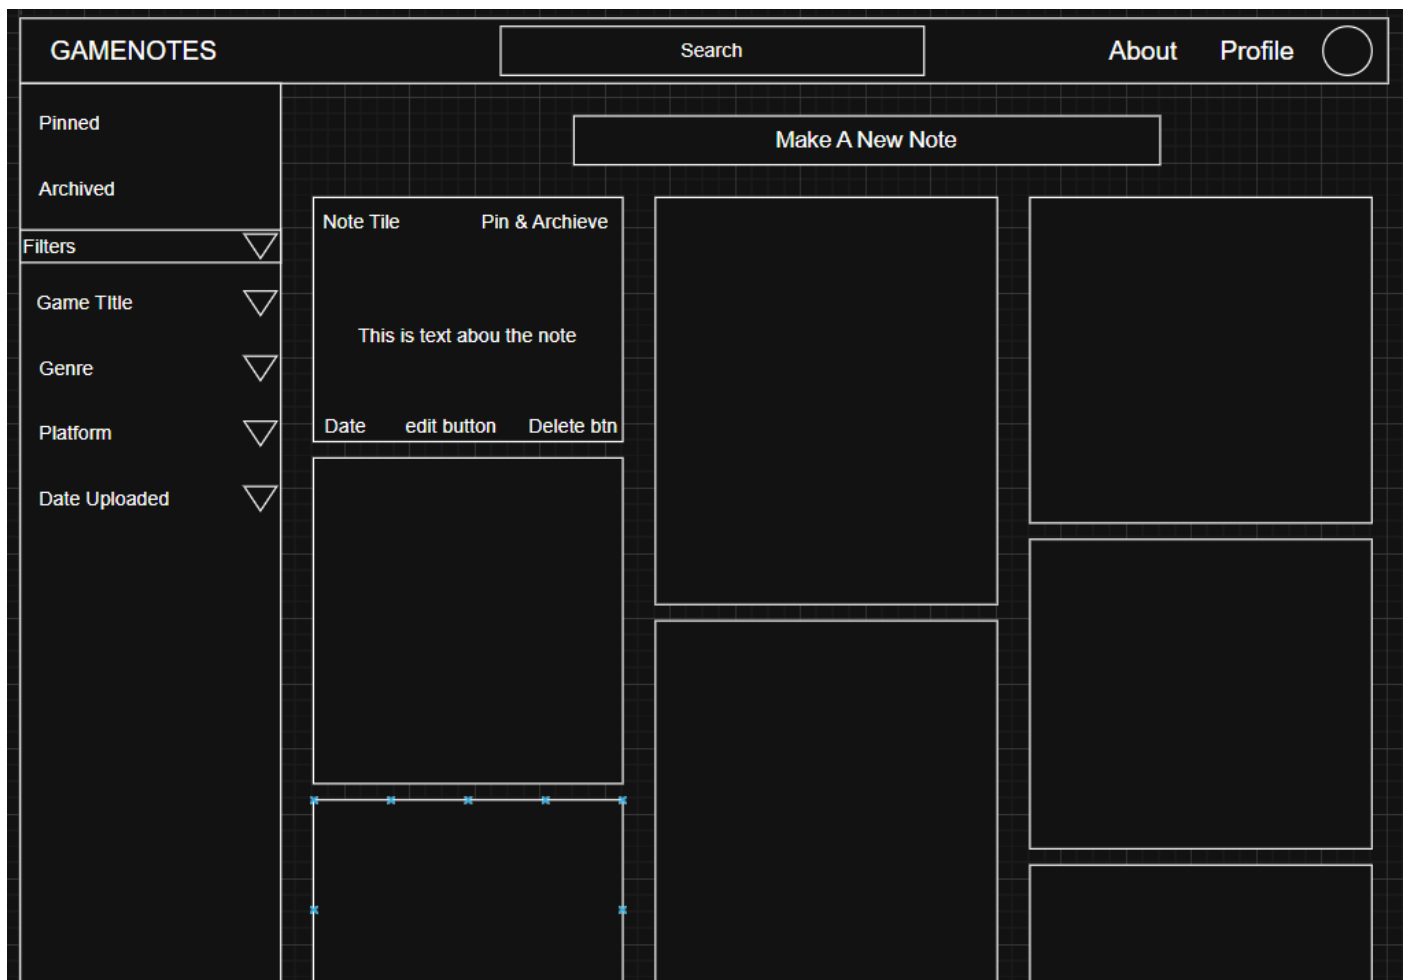 GAMENOTES
Search
About
Profile
Pinned
Archived
Filters
Game TItle
Genre
Platform
Date Uploaded
Make A New Note
Note Tile
Pin & Archieve
This is text abou the note
Date
edit button
Delete btn